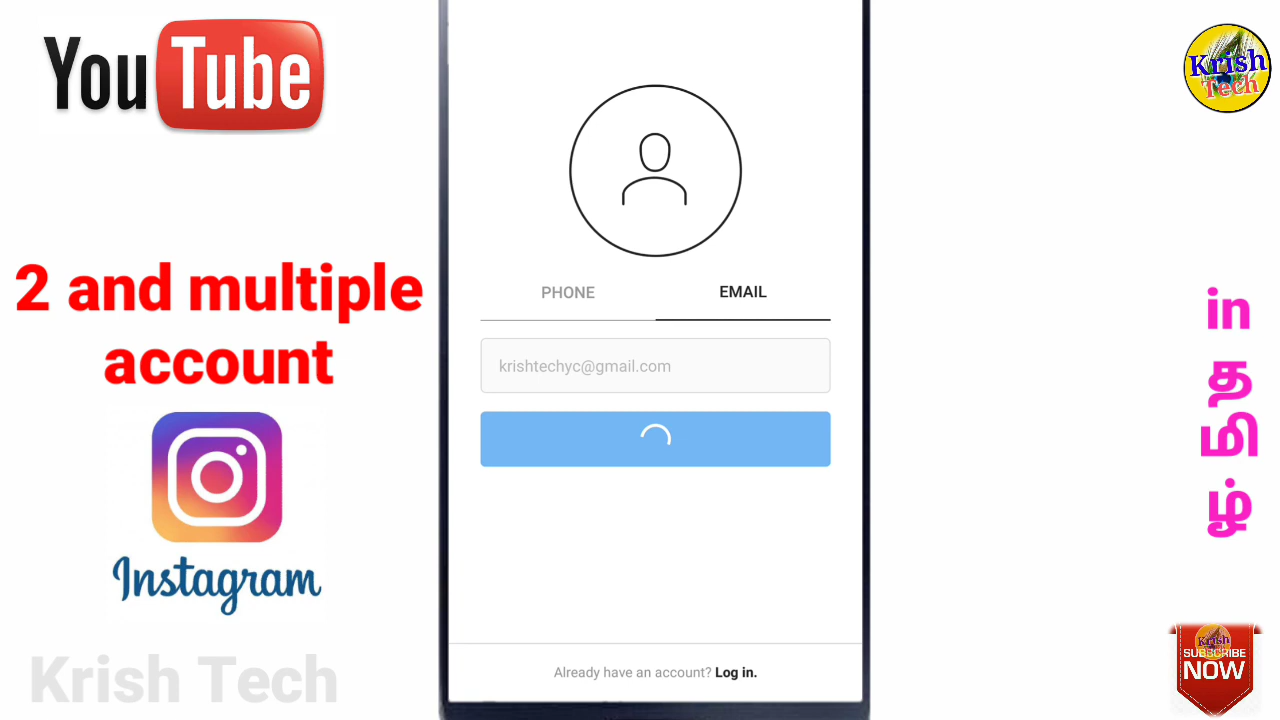 YouTube
Krish
Tech
PHONE
EMAIL
2 and multiple
account
krishtechyc@gmail.com
in
த
மி
ழ்
Instagram
Krish Tech
Already have an account? Log in.
Krish
SUBSCRIBE
NOW